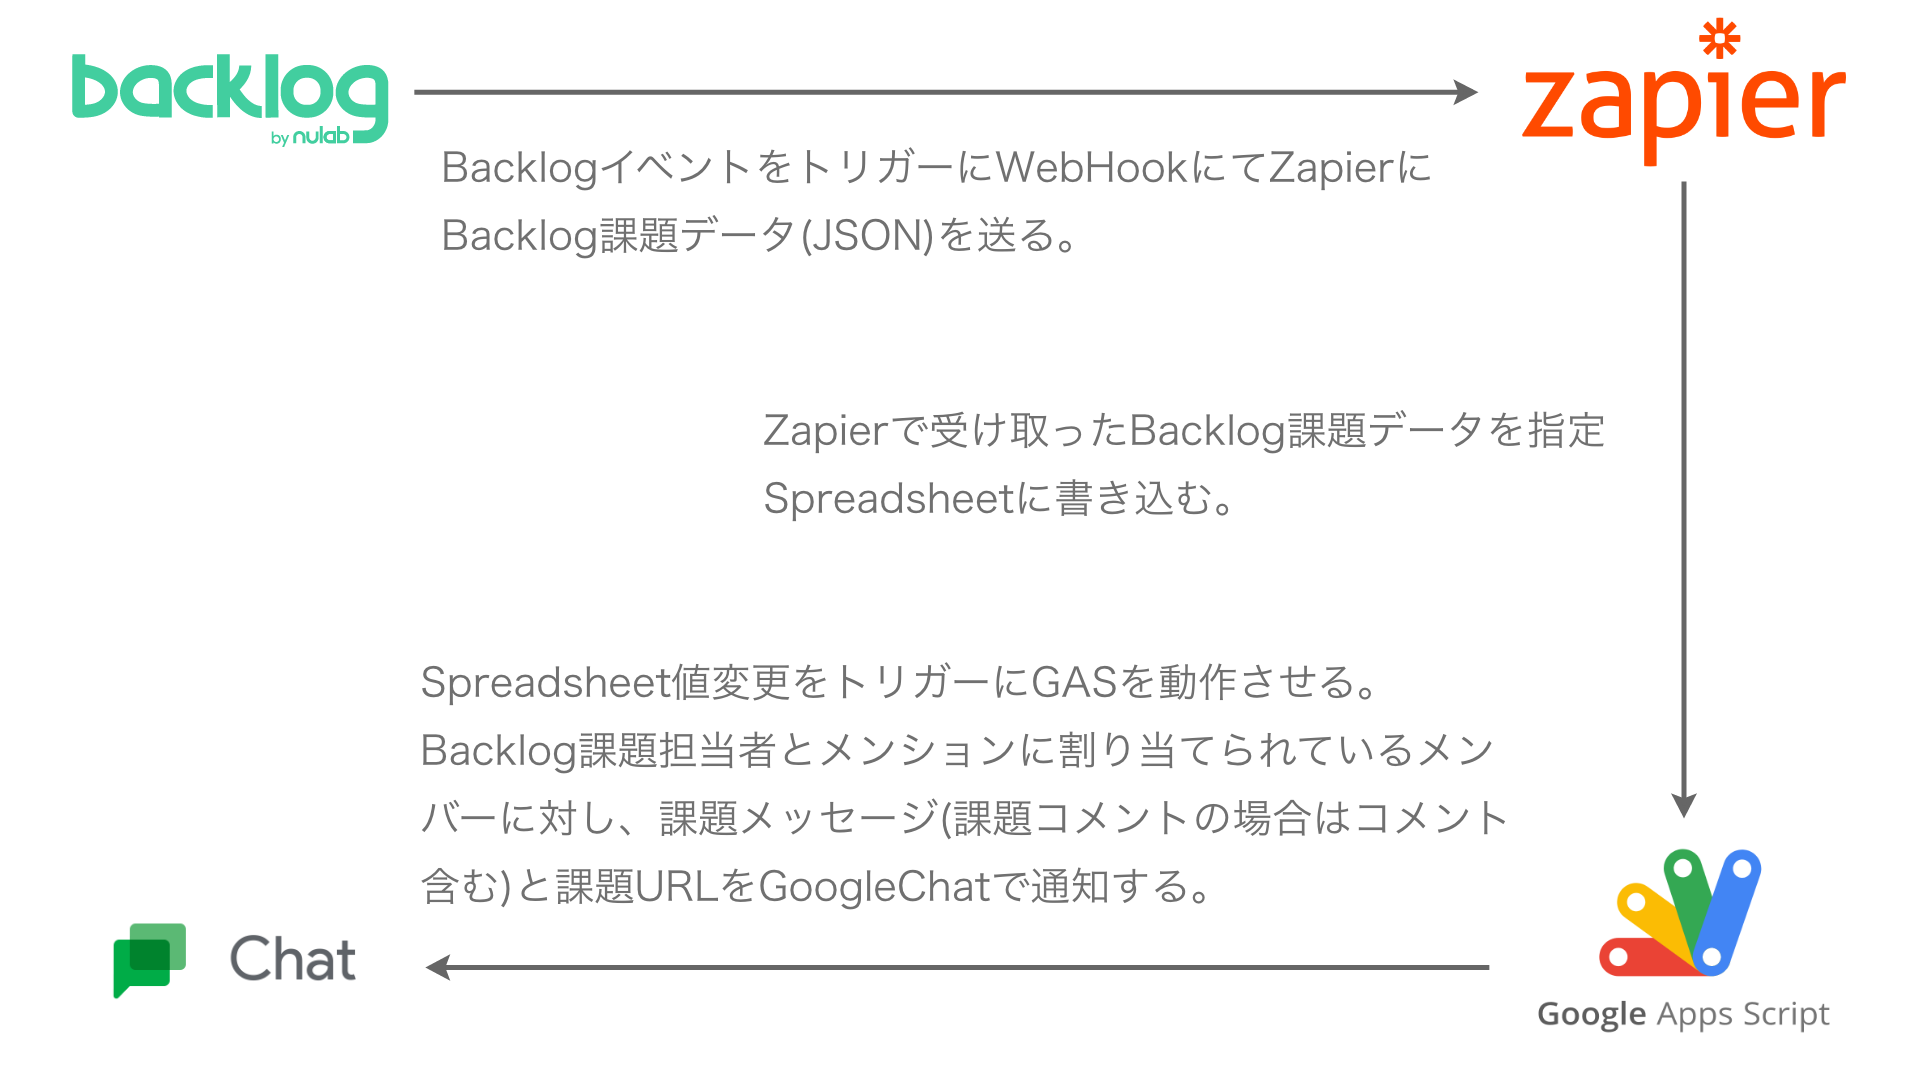 backlog
by nulab
zapier
BacklogイベントをトリガーにWebHookにてZapierに
Backlog課題データ(JSON)を送る。
Zapierで受け取ったBacklog課題データを指定
Spreadsheetに書き込む。
Spreadsheet値変更をトリガーにGASを動作させる。
Backlog課題担当者とメンションに割り当てられているメン
バーに対し、課題メッセージ(課題コメントの場合はコメント
含む)と課題URLをGoogleChatで通知する。
Chat
Google Apps Script